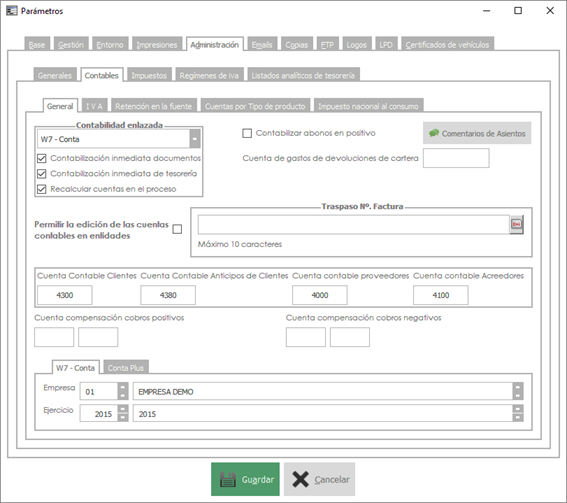 Parámetros
Base Gestión Entorno Impresiones Administración Emails Copias FTP Logos LPD Certificados de vehículos
Generales Contables Impuestos Regímenes de iva Listados analíticos de tesorería
General I V A Retención en la fuente Cuentas por Tipo de producto Impuesto nacional al consumo
Contabilidad enlazada
W7 - Conta
Contabilización inmediata documentos
Contabilización inmediata de tesorería
Recalcular cuentas en el proceso
Contabilizar abonos en positivo
Comentarios de Asientos
Cuenta de gastos de devoluciones de cartera
Permitir la edición de las cuentas
contables en entidades
Traspaso Nº. Factura
Máximo 10 caracteres
Cuenta Contable Clientes Cuenta Contable Anticipos de Clientes Cuenta contable proveedores Cuenta contable Acreedores
4300 4380 4000 4100
Cuenta compensación cobros positivos Cuenta compensación cobros negativos
W7 - Conta Conta Plus
Empresa 01 EMPRESA DEMO
Ejercicio 2015 2015
Guardar Cancelar